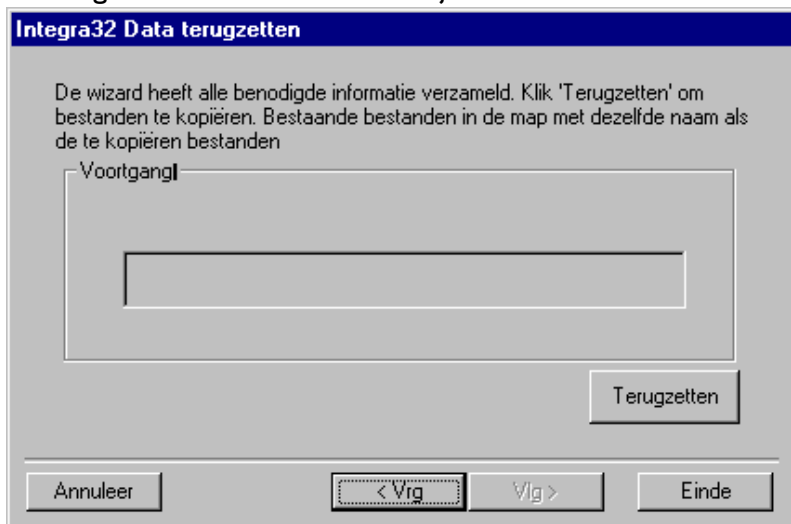 Integra32 Data terugzetten
De wizard heeft alle benodigde informatie verzameld. Klik 'Terugzetten' om
bestanden te kopiëren. Bestaande bestanden in de map met dezelfde naam als
de te kopiëren bestanden
Voortgang
Terugzetten
Annuleer
< Vrg
Vlg >
Einde